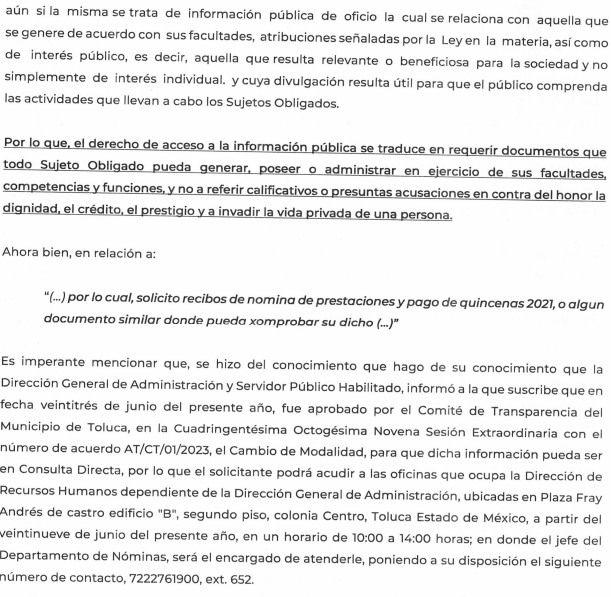 aún si la misma se trata de información pública de oficio la cual se relaciona con aquella que
se genere de acuerdo con sus facultades, atribuciones señaladas por la Ley en la materia, así como
de interés público, es decir, aquella que resulta relevante o beneficiosa para la sociedad y no
simplemente de interés individual. y cuya divulgación resulta útil para que el público comprenda
las actividades que llevan a cabo los Sujetos Obligados.
Por lo que, el derecho de acceso a la información pública se traduce en requerir documentos que
todo Sujeto Obligado pueda generar, poseer o administrar en ejercicio de sus facultades,
competencias y funciones, y no a referir calificativos o presuntas acusaciones en contra del honor la
dignidad, el crédito, el prestigio y a invadir la vida privada de una persona.
Ahora bien, en relación a:
“(...) por lo cual, solicito recibos de nomina de prestaciones y pago de quincenas 2021, o algun
documento similar donde pueda xomprobar su dicho (...)”
Es imperante mencionar que, se hizo del conocimiento que hago de su conocimiento que la
Dirección General de Administración y Servidor Público Habilitado, informó a la que suscribe que en
fecha veintitrés de junio del presente año, fue aprobado por el Comité de Transparencia del
Municipio de Toluca, en la Cuadringentésima Octogésima Novena Sesión Extraordinaria con el
número de acuerdo AT/CT/01/2023, el Cambio de Modalidad, para que dicha información pueda ser
en Consulta Directa, por lo que el solicitante podrá acudir a las oficinas que ocupa la Dirección de
Recursos Humanos dependiente de la Dirección General de Administración, ubicadas en Plaza Fray
Andrés de castro edificio "B", segundo piso, colonia Centro, Toluca Estado de México, a partir del
veintinueve de junio del presente año, en un horario de 10:00 a 14:00 horas; en donde el jefe del
Departamento de Nóminas, será el encargado de atenderle, poniendo a su disposición el siguiente
número de contacto, 7222761900, ext. 652.